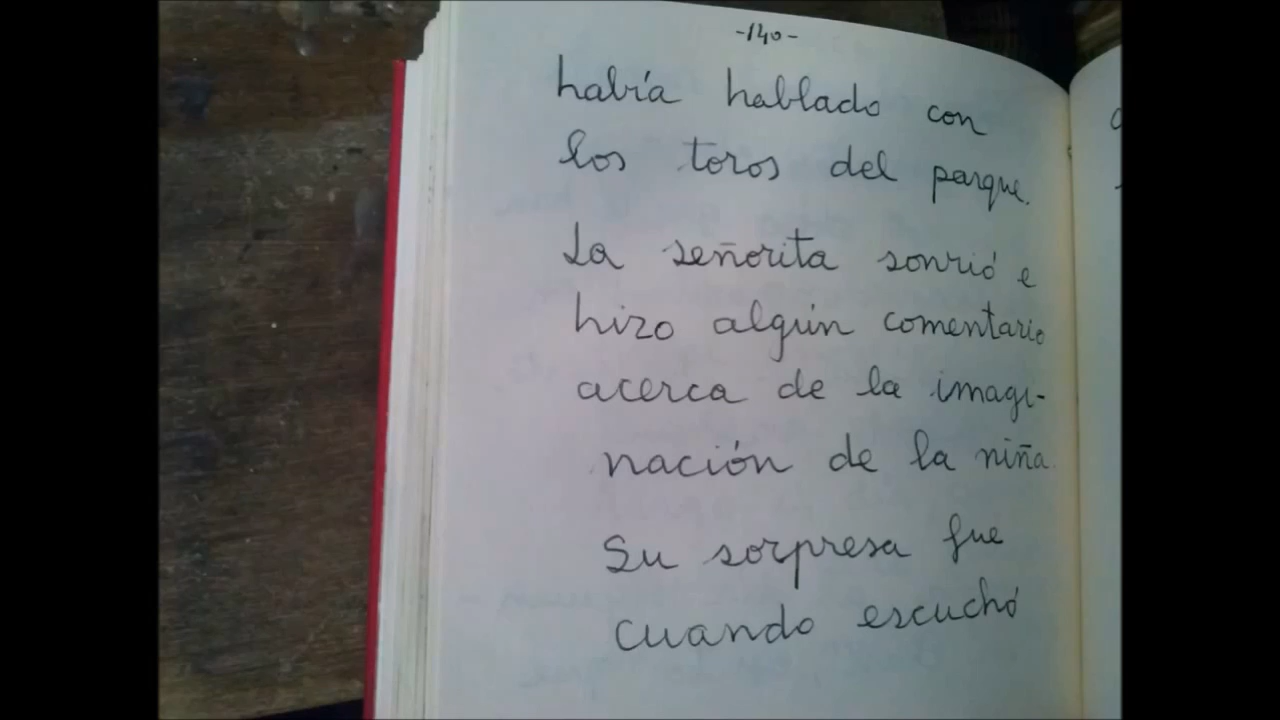 -140-
había hablado con
los toros del parque.
La señorita sonrió e
hizo algún comentario
acerca de la imagi-
nación de la niña.
Su sorpresa fue
cuando escuchó